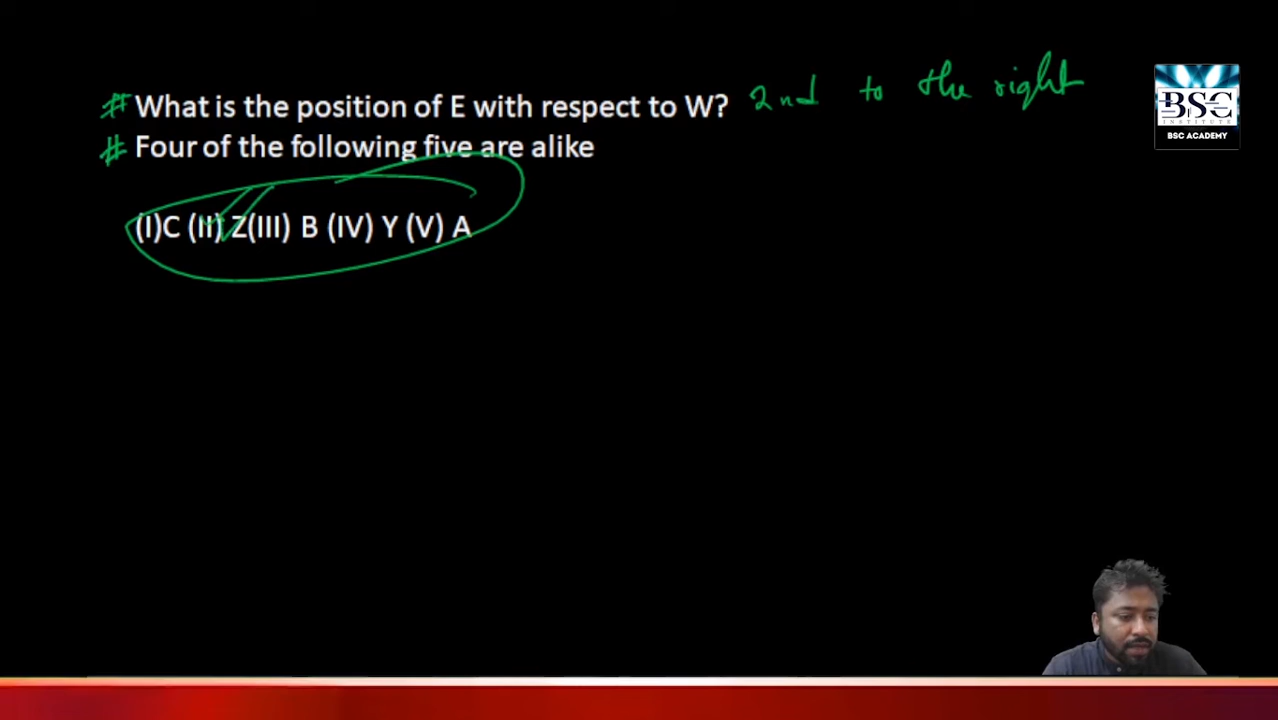 # What is the position of E with respect to W? 2nd to the right
# Four of the following five are alike
(I)C (II) Z(III) B (IV) Y (V) A
BSC
INSTITUTE
BSC ACADEMY